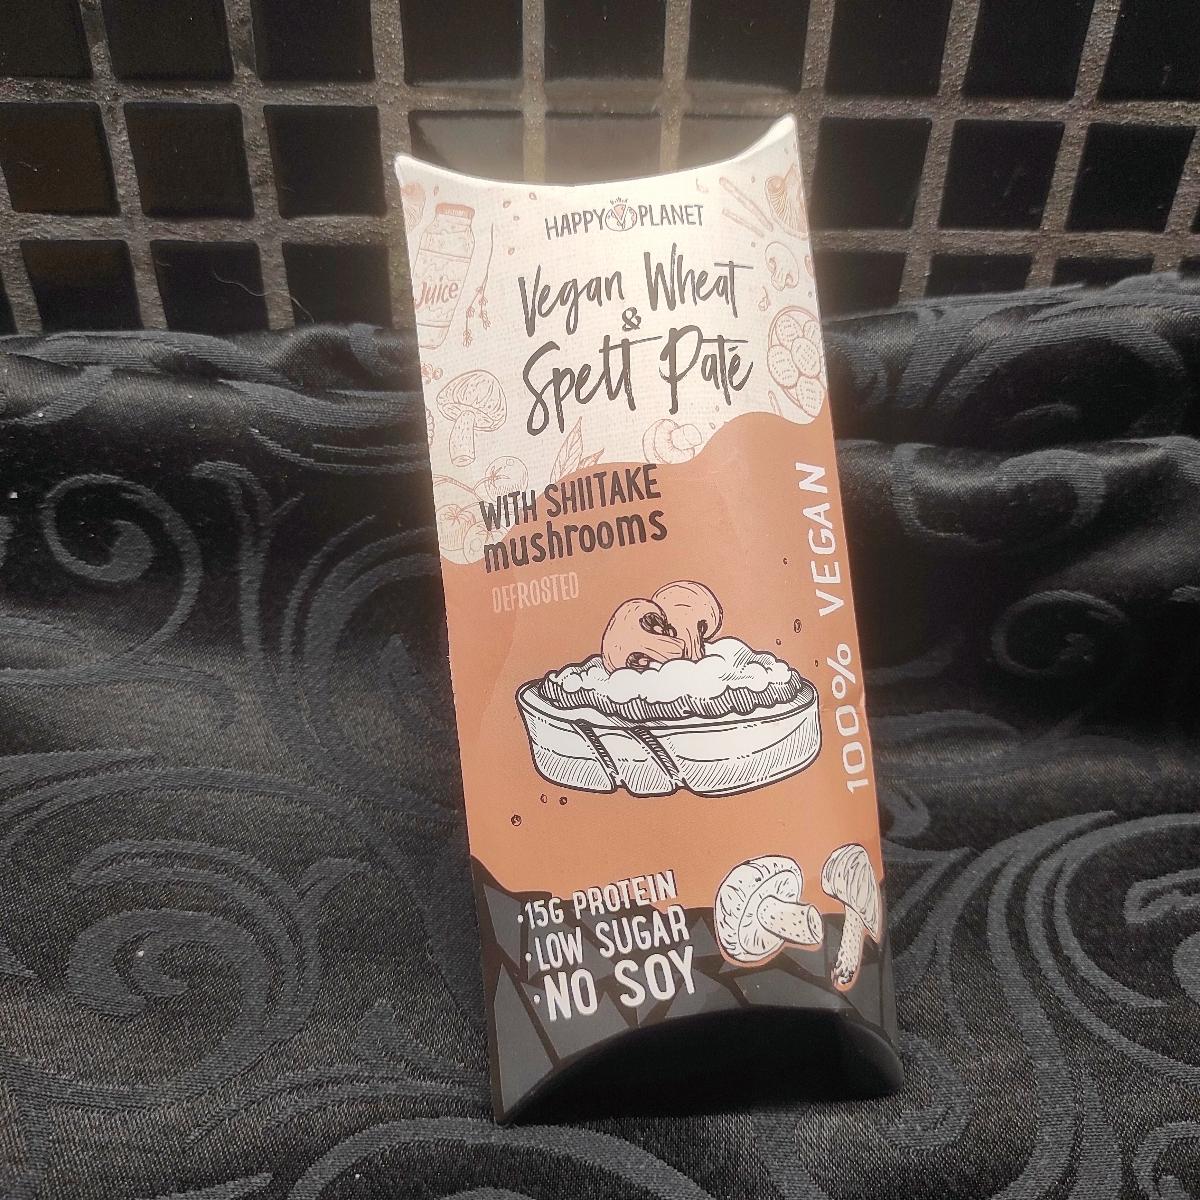 HAPPY PLANET
Vegan Wheat
&
Spelt Paté
Juice
WITH SHIITAKE
mushrooms
DEFROSTED
100% VEGAN
•15G PROTEIN
•LOW SUGAR
•NO SOY